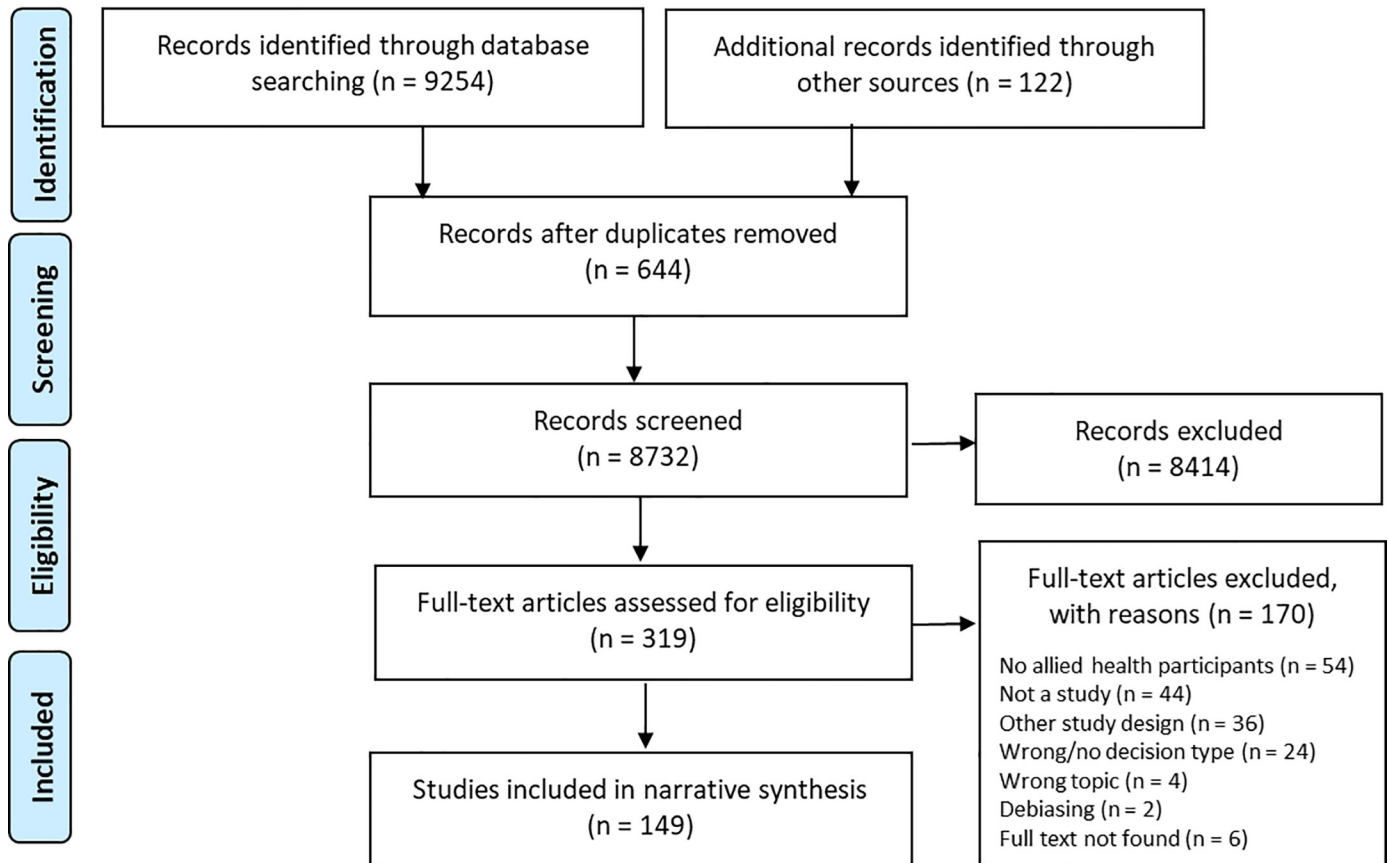 Identification
Records identified through database
searching (n = 9254)
Additional records identified through
other sources (n = 122)
Records after duplicates removed
(n = 644)
Screening
Records screened
(n = 8732)
Records excluded
(n = 8414)
Eligibility
Full-text articles assessed for eligibility
(n = 319)
Full-text articles excluded,
with reasons (n = 170)
No allied health participants (n = 54)
Not a study (n = 44)
Other study design (n = 36)
Wrong/no decision type (n = 24)
Wrong topic (n = 4)
Debiasing (n = 2)
Full text not found (n = 6)
Included
Studies included in narrative synthesis
(n = 149)